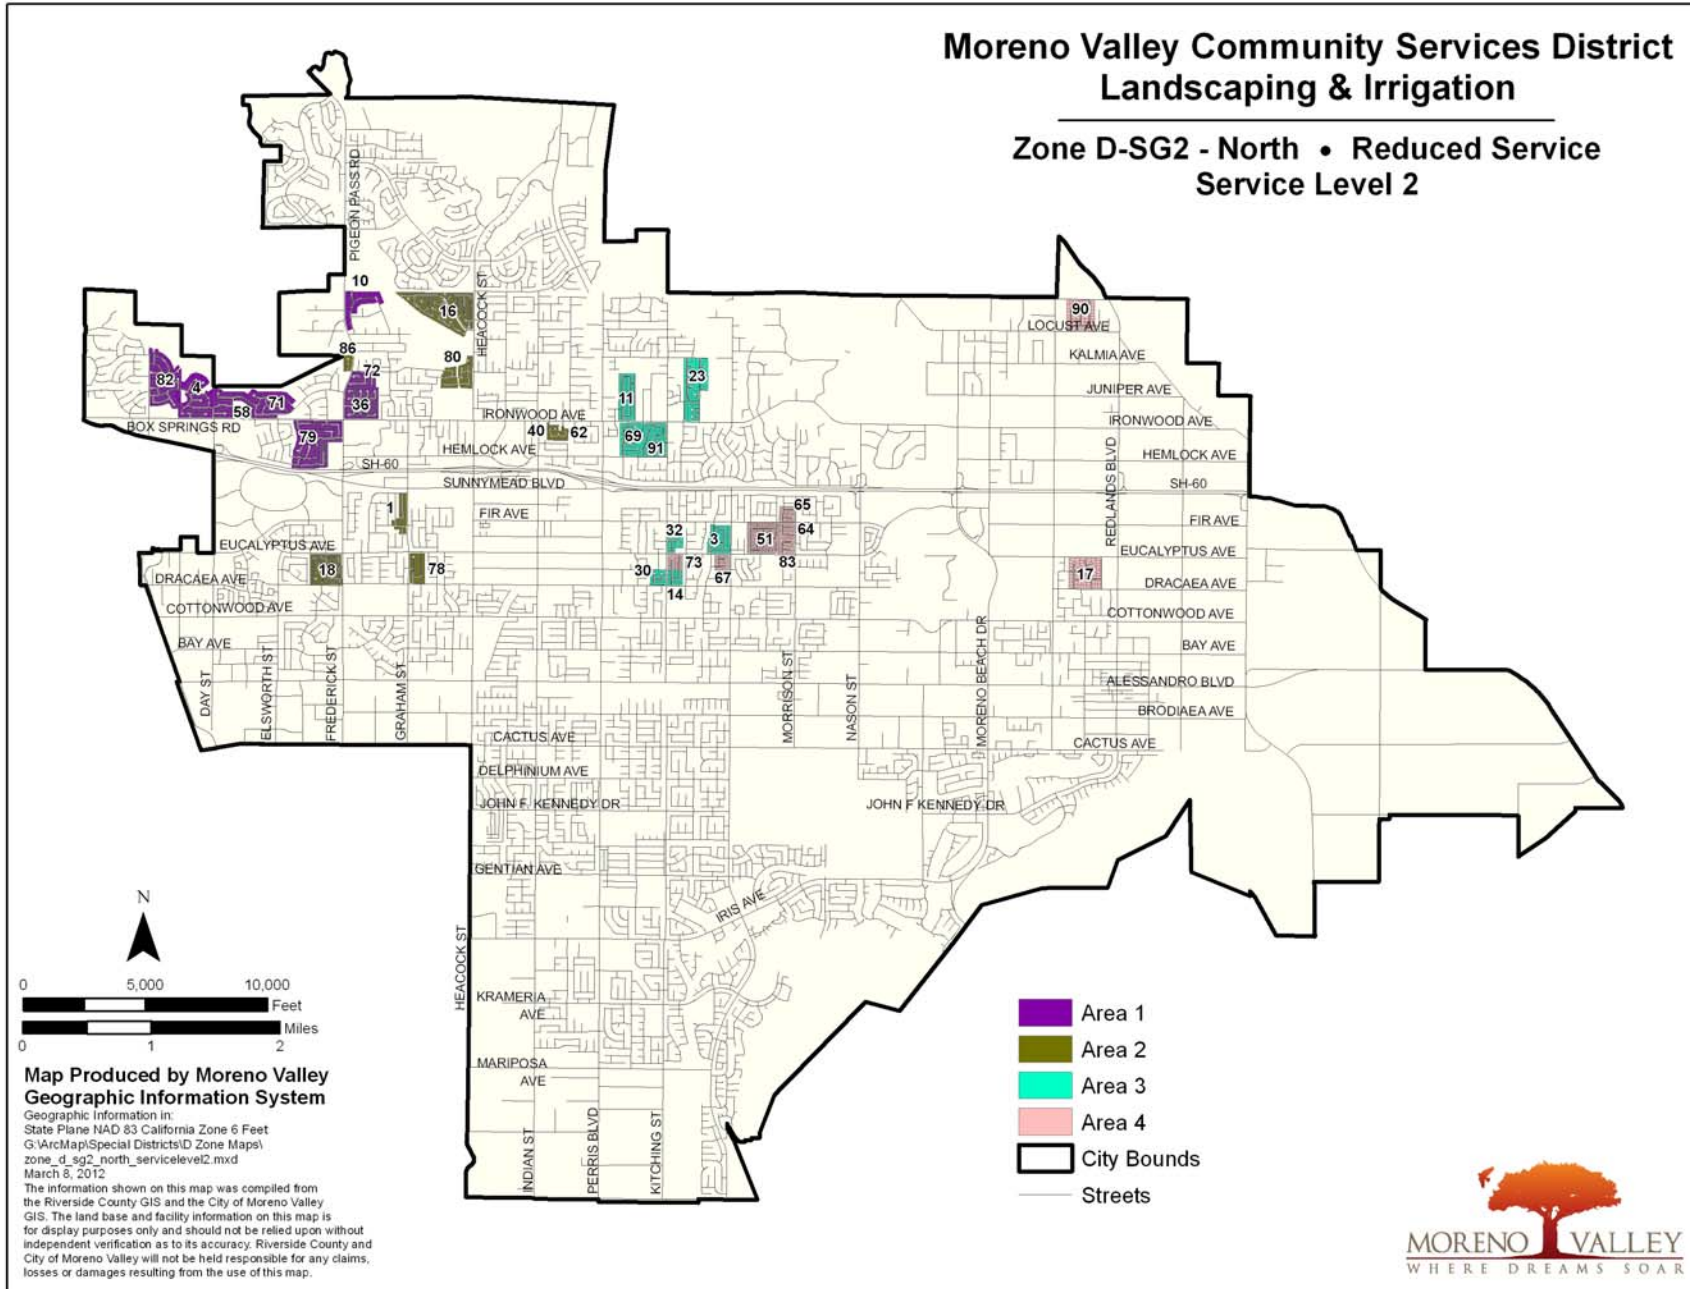 Moreno Valley Community Services District
Landscaping & Irrigation
Zone D-SG2 - North • Reduced Service
Service Level 2
PIGEON PASS RD
10
16
HEACOCK ST
90
LOCUST AVE
86
80
KALMIA AVE
82
4
72
23
58
71
36
11
JUNIPER AVE
IRONWOOD AVE
IRONWOOD AVE
BOX SPRINGS RD
79
40
62
69
91
HEMLOCK AVE
HEMLOCK AVE
SH-60
SUNNYMEAD BLVD
SH-60
REDLANDS BLVD
1
FIR AVE
65
32
3
51
64
FIR AVE
EUCALYPTUS AVE
EUCALYPTUS AVE
18
78
30
73
67
83
17
DRACAEA AVE
DRACAEA AVE
14
COTTONWOOD AVE
COTTONWOOD AVE
BAY AVE
BAY AVE
DAY ST
ELSWORTH ST
FREDERICK ST
GRAHAM ST
MORRISON ST
NASON ST
MORENO BEACH DR
ALESSANDRO BLVD
BRODIAEA AVE
CACTUS AVE
CACTUS AVE
DELPHINIUM AVE
JOHN F. KENNEDY DR
JOHN F KENNEDY DR
GENTIAN AVE
IRIS AVE
N
HEACOCK ST
KRAMERIA
AVE
MARIPOSA
AVE
INDIAN ST
PERRIS BLVD
KITCHING ST
0 5,000 10,000
Feet
Miles
0 1 2
Map Produced by Moreno Valley
Geographic Information System
Geographic Information in:
State Plane NAD 83 California Zone 6 Feet
G:\ArcMap\Special Districts\D Zone Maps\
zone_d_sg2_north_servicelevel2.mxd
March 8, 2012
The information shown on this map was compiled from
the Riverside County GIS and the City of Moreno Valley
GIS. The land base and facility information on this map is
for display purposes only and should not be relied upon without
independent verification as to its accuracy. Riverside County and
City of Moreno Valley will not be held responsible for any claims,
losses or damages resulting from the use of this map.
Area 1
Area 2
Area 3
Area 4
City Bounds
Streets
MORENO VALLEY
WHERE DREAMS SOAR